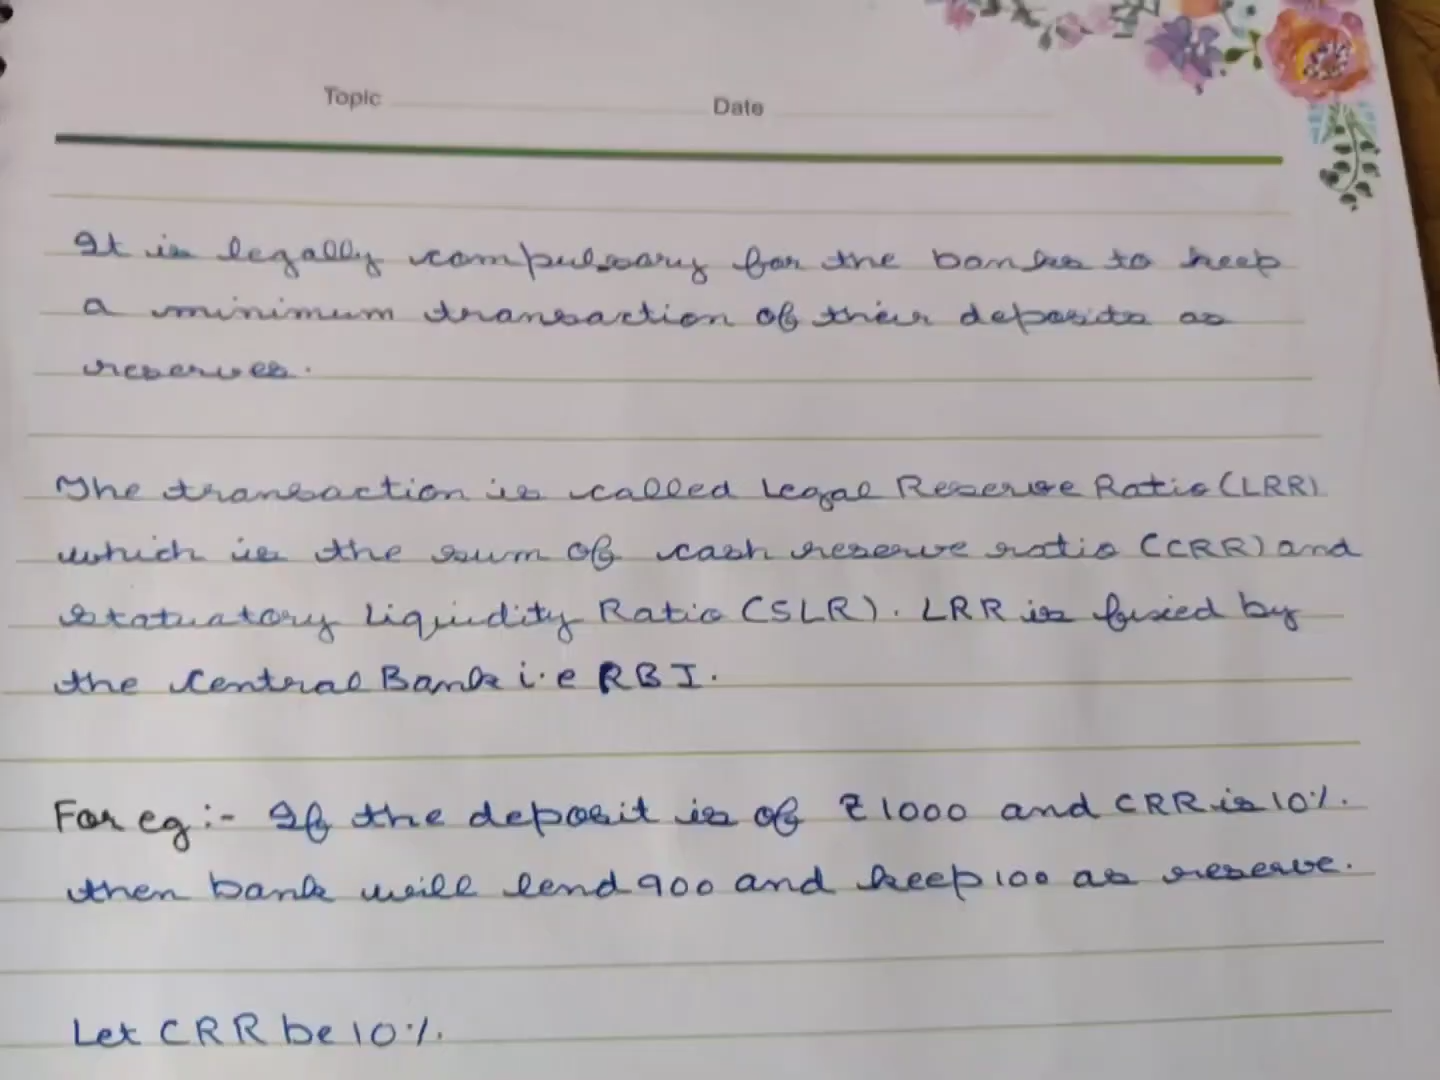 Topic Date
It is legally compulsary for the banks to keep
a minimum transaction of their deposits as
reserves.
The transaction is called Legal Reserve Ratio (LRR)
which is the sum of cash reserve ratio (CRR) and
statuatory Liquidity Ratio (SLR). LRR is fixed by
the Central Bank i.e RBI.
For eg :- If the deposit is of ₹1000 and CRR is 10%.
then bank will lend 900 and keep 100 as reserve.
Let CRR be 10%.